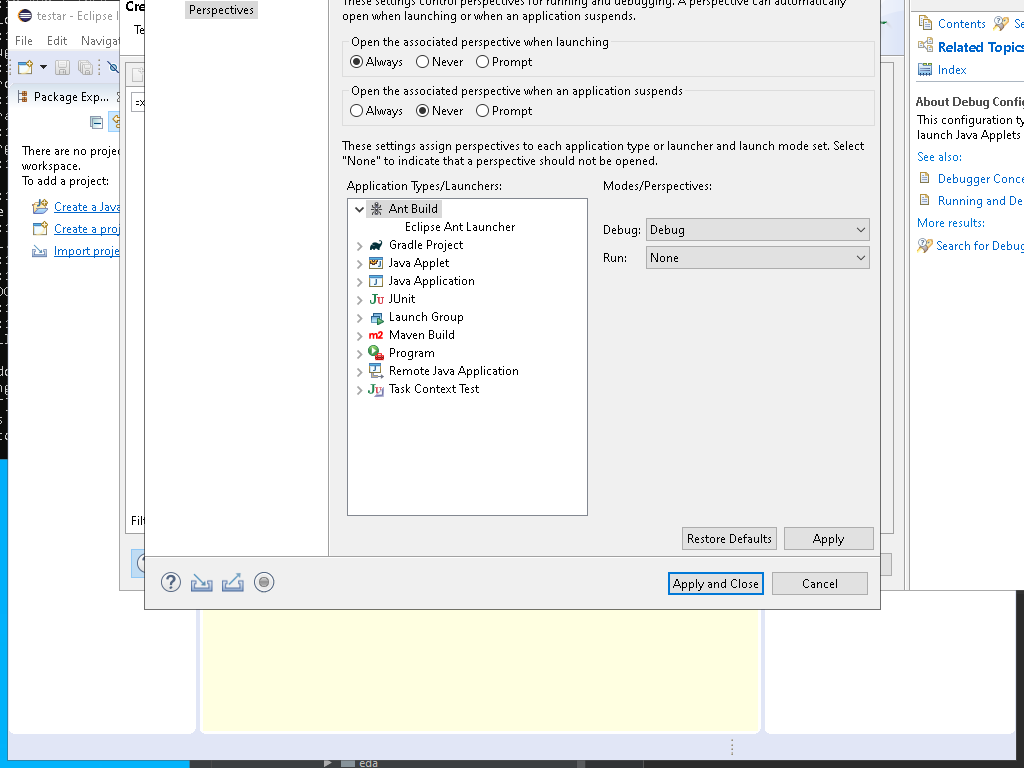 testar - Eclipse I
File Edit Naviga
Package Exp...
There are no proje
workspace.
To add a project:
Create a Java
Create a proj
Import proje
Cre
Te
Filt
Perspectives
These settings control perspectives for running and debugging. A perspective can automatically
open when launching or when an application suspends.
Open the associated perspective when launching
Always Never Prompt
Open the associated perspective when an application suspends
Always Never Prompt
These settings assign perspectives to each application type or launcher and launch mode set. Select
"None" to indicate that a perspective should not be opened.
Application Types/Launchers:
Modes/Perspectives:
Ant Build
Eclipse Ant Launcher
Gradle Project
Java Applet
Java Application
JUnit
Launch Group
Maven Build
Program
Remote Java Application
Task Context Test
Debug: Debug
Run: None
Restore Defaults
Apply
Apply and Close
Cancel
Contents Se
Related Topics
Index
About Debug Config
This configuration ty
launch Java Applets
See also:
Debugger Conce
Running and De
More results:
Search for Debug
eda